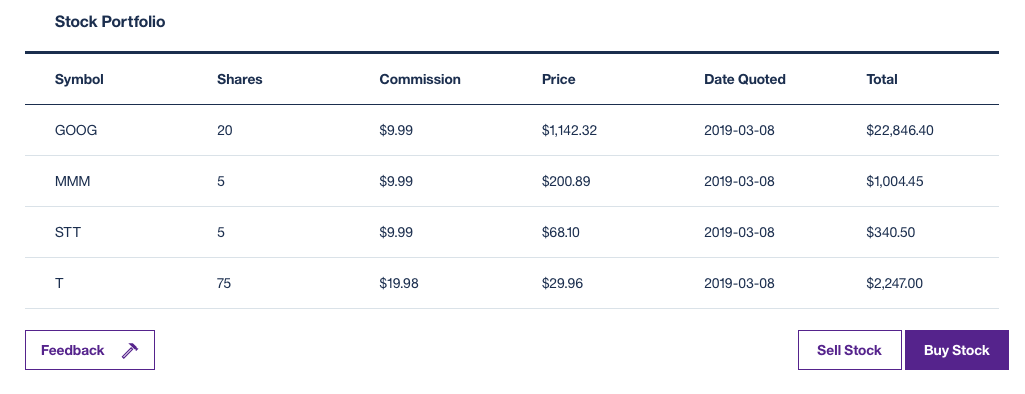 Stock Portfolio
Symbol Shares Commission Price Date Quoted Total
GOOG 20 $9.99 $1,142.32 2019-03-08 $22,846.40
MMM 5 $9.99 $200.89 2019-03-08 $1,004.45
STT 5 $9.99 $68.10 2019-03-08 $340.50
T 75 $19.98 $29.96 2019-03-08 $2,247.00
Feedback Sell Stock Buy Stock